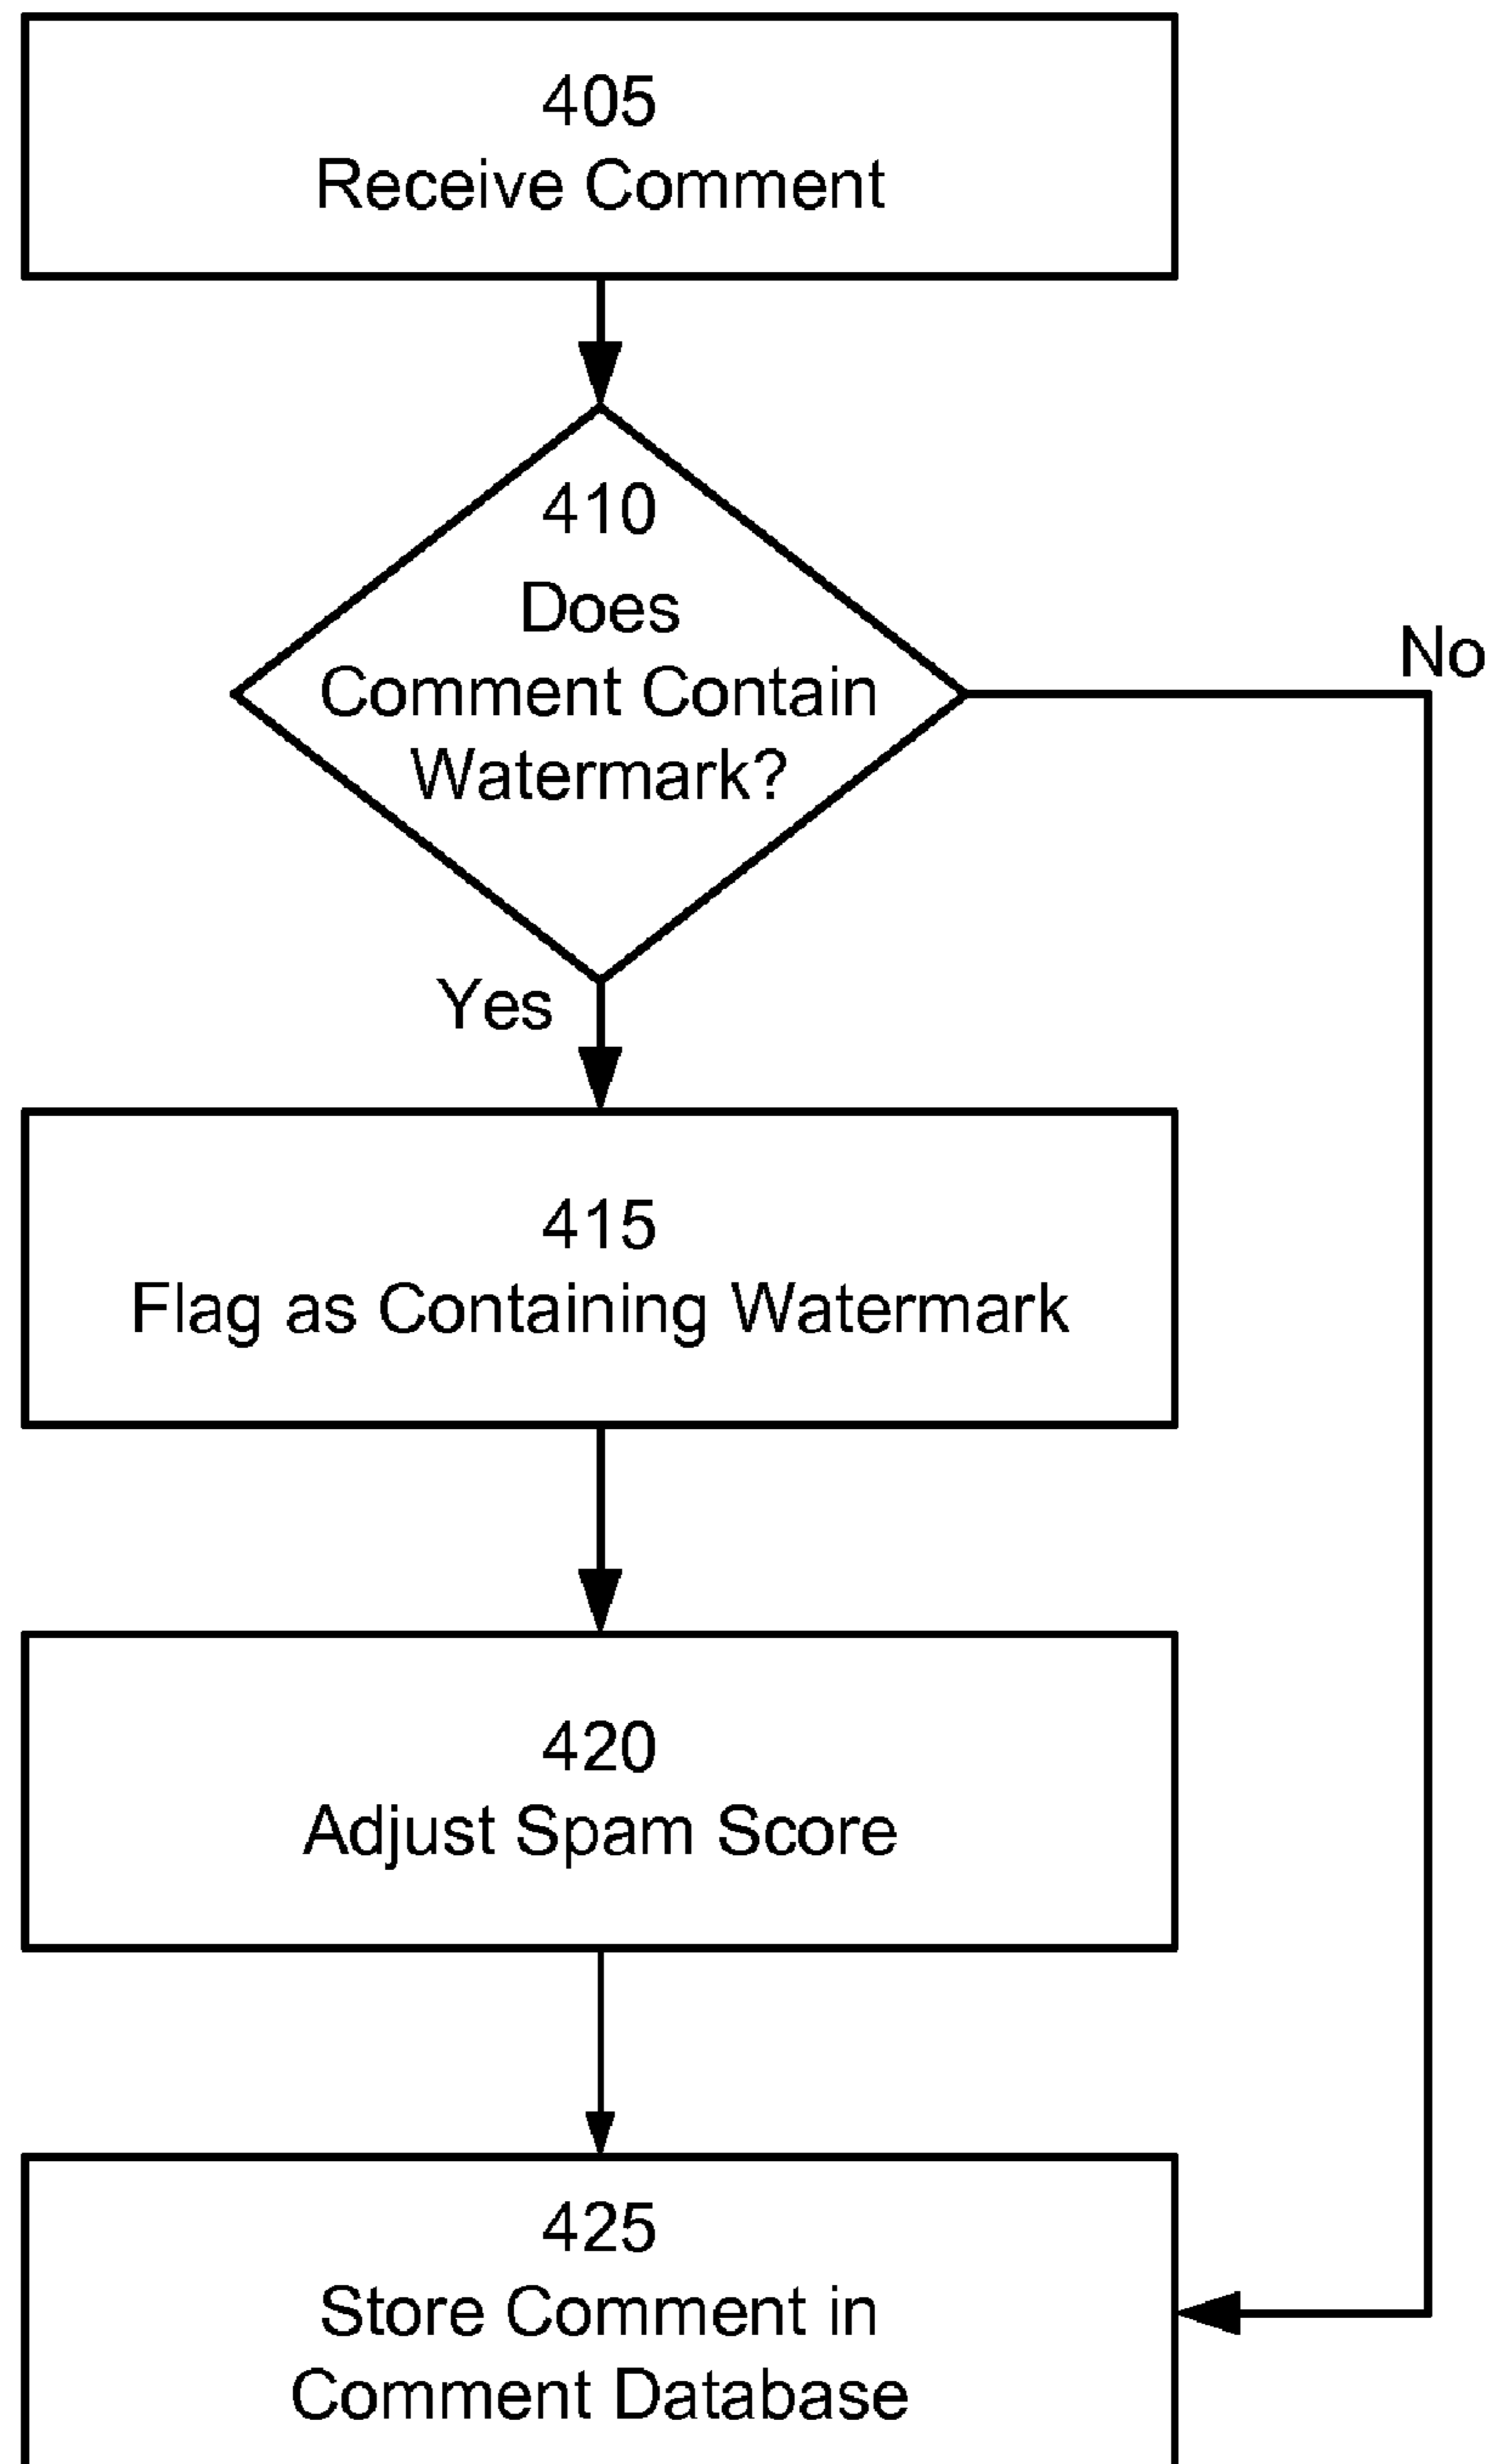 405
Receive Comment
410
Does
Comment Contain
Watermark?
No
Yes
415
Flag as Containing Watermark
420
Adjust Spam Score
425
Store Comment in
Comment Database